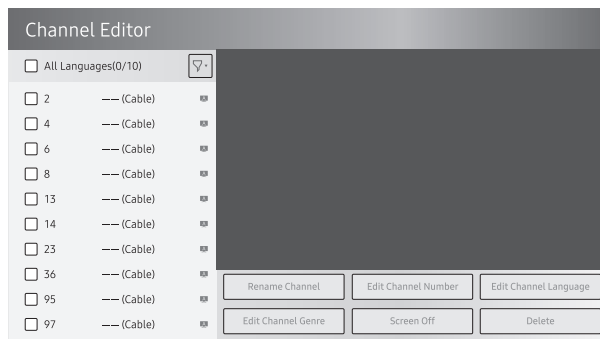 Channel Editor
All Languages(0/10)
2 —— (Cable)
4 —— (Cable)
6 —— (Cable)
8 —— (Cable)
13 —— (Cable)
14 —— (Cable)
23 —— (Cable)
36 —— (Cable)
95 —— (Cable)
97 —— (Cable)
Rename Channel Edit Channel Number Edit Channel Language
Edit Channel Genre Screen Off Delete